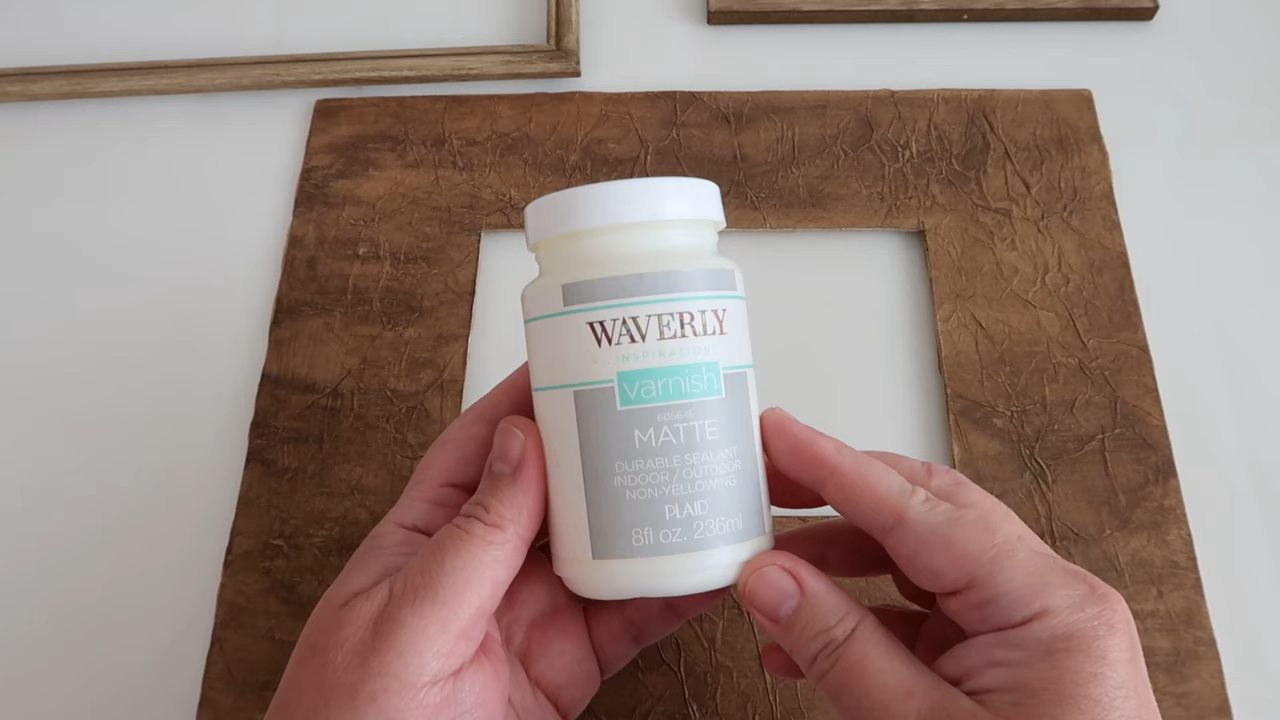 WAVERLY
INSPIRATIONS
varnish
MATTE
DURABLE SEALANT
INDOOR / OUTDOOR
NON-YELLOWING
PLAID
8fl oz. 236ml